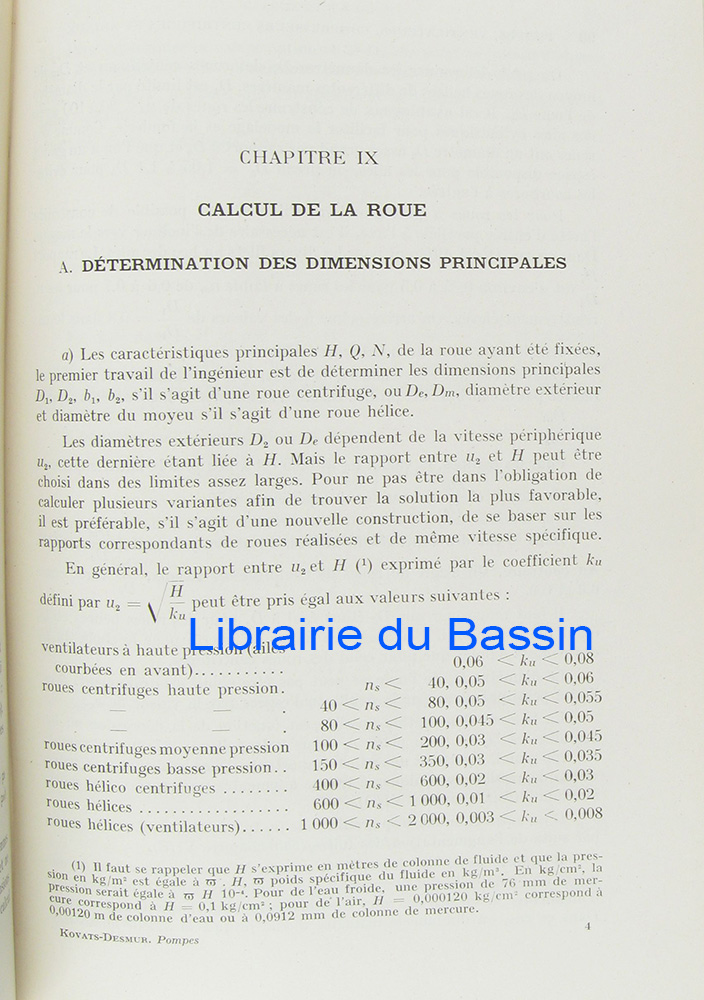 CHAPITRE IX
CALCUL DE LA ROUE
A. DÉTERMINATION DES DIMENSIONS PRINCIPALES
a) Les caractéristiques principales H, Q, N, de la roue ayant été fixées,
le premier travail de l'ingénieur est de déterminer les dimensions principales
D₁, D₂, b₁, b₂, s'il s'agit d'une roue centrifuge, ou Dₑ, Dₘ, diamètre extérieur
et diamètre du moyeu s'il s'agit d'une roue hélice.
Les diamètres extérieurs D₂ ou Dₑ dépendent de la vitesse périphérique
u₂, cette dernière étant liée à H. Mais le rapport entre u₂ et H peut être
choisi dans des limites assez larges. Pour ne pas être dans l'obligation de
calculer plusieurs variantes afin de trouver la solution la plus favorable,
il est préférable, s'il s'agit d'une nouvelle construction, de se baser sur les
rapports correspondants de roues réalisées et de même vitesse spécifique.
En général, le rapport entre u₂ et H (¹) exprimé par le coefficient kᵤ
défini par u₂ = √(H/kᵤ) peut être pris égal aux valeurs suivantes :
Librairie du Bassin
ventilateurs à haute pression (ailes
courbées en avant)........... 0,06 < kᵤ < 0,08
roues centrifuges haute pression. nₛ < 40, 0,05 < kᵤ < 0,06
— — . 40 < nₛ < 80, 0,05 < kᵤ < 0,055
— — . 80 < nₛ < 100, 0,045 < kᵤ < 0,05
roues centrifuges moyenne pression 100 < nₛ < 200, 0,03 < kᵤ < 0,045
roues centrifuges basse pression.. 150 < nₛ < 350, 0,03 < kᵤ < 0,035
roues hélico centrifuges ........ 400 < nₛ < 600, 0,02 < kᵤ < 0,03
roues hélices ................ 600 < nₛ < 1 000, 0,01 < kᵤ < 0,02
roues hélices (ventilateurs)...... 1 000 < nₛ < 2 000, 0,003 < kᵤ < 0,008
(1) Il faut se rappeler que H s'exprime en mètres de colonne de fluide et que la pres-
sion en kg/m² est égale à ϖ . H, ϖ poids spécifique du fluide en kg/m³. En kg/cm², la
pression serait égale à ϖ H 10⁻⁴. Pour de l'eau froide, une pression de 76 mm de mer-
cure correspond à H = 0,1 kg/cm² ; pour de l'air, H = 0,000120 kg/cm² correspond à
0,00120 m de colonne d'eau ou à 0,0912 mm de colonne de mercure.
KOVATS-DESMUR. Pompes
4